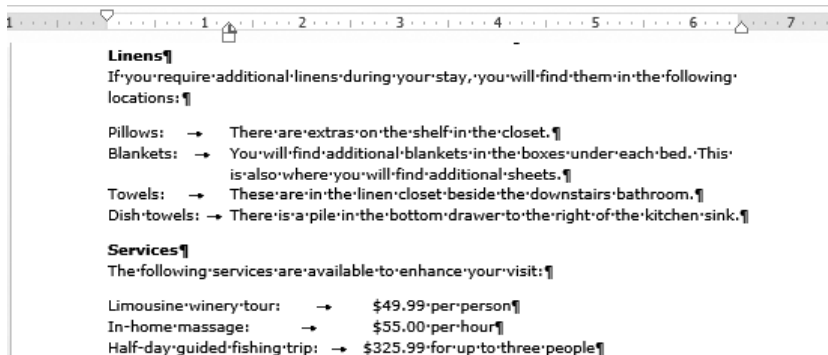 1 1 2 3 4 5 6 7
Linens¶
If·you·require·additional·linens·during·your·stay,·you·will·find·them·in·the·following·
locations:¶
Pillows: → There·are·extras·on·the·shelf·in·the·closet.¶
Blankets: → You·will·find·additional·blankets·in·the·boxes·under·each·bed.·This·
is·also·where·you·will·find·additional·sheets.¶
Towels: → These·are·in·the·linen·closet·beside·the·downstairs·bathroom.¶
Dish·towels: → There·is·a·pile·in·the·bottom·drawer·to·the·right·of·the·kitchen·sink.¶
Services¶
The·following·services·are·available·to·enhance·your·visit:¶
Limousine·winery·tour: → $49.99·per·person¶
In-home·massage: → $55.00·per·hour¶
Half-day·guided·fishing·trip: → $325.99·for·up·to·three·people¶